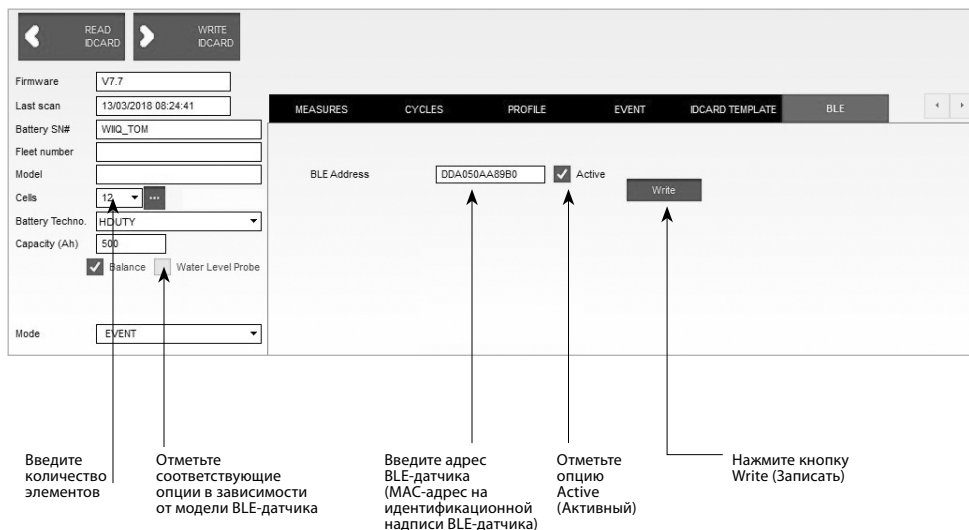 READ
IDCARD
WRITE
IDCARD
Firmware V7.7
Last scan 13/03/2018 08:24:41
Battery SN# WIIQ_TOM
Fleet number
Model
Cells 12 ...
Battery Techno. HDUTY
Capacity (Ah) 500
Balance Water Level Probe
Mode EVENT
MEASURES CYCLES PROFILE EVENT IDCARD TEMPLATE BLE
BLE Address DDA050AA89B0 Active
Write
Введите
количество
элементов
Отметьте
соответствующие
опции в зависимости
от модели BLE-датчика
Введите адрес
BLE-датчика
(MAC-адрес на
идентификационной
надписи BLE-датчика)
Отметьте
опцию
Active
(Активный)
Нажмите кнопку
Write (Записать)